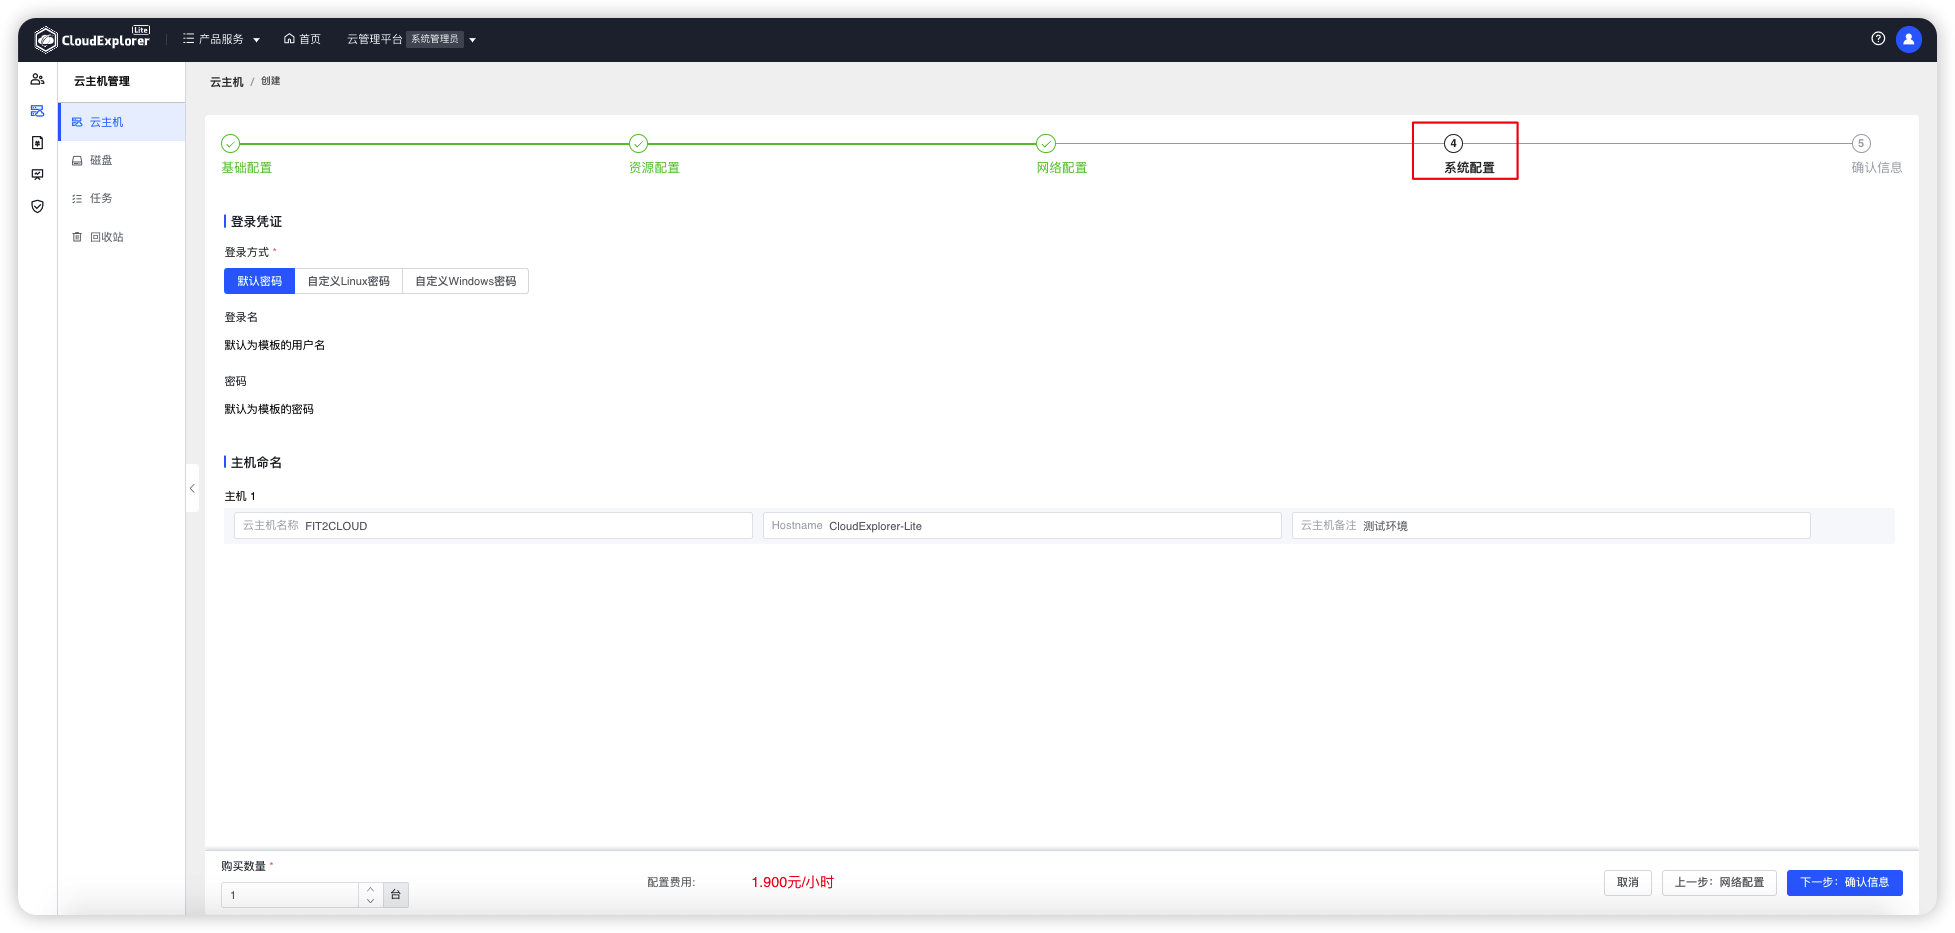 CloudExplorer Lite
产品服务
首页
云管理平台 系统管理员
云主机管理
云主机
磁盘
任务
回收站
云主机 / 创建
基础配置
资源配置
网络配置
4
系统配置
5
确认信息
登录凭证
登录方式 *
默认密码 自定义Linux密码 自定义Windows密码
登录名
默认为模板的用户名
密码
默认为模板的密码
主机命名
主机 1
云主机名称 FIT2CLOUD
Hostname CloudExplorer-Lite
云主机备注 测试环境
购买数量 *
1 台
配置费用: 1.900元/小时
取消
上一步：网络配置
下一步：确认信息